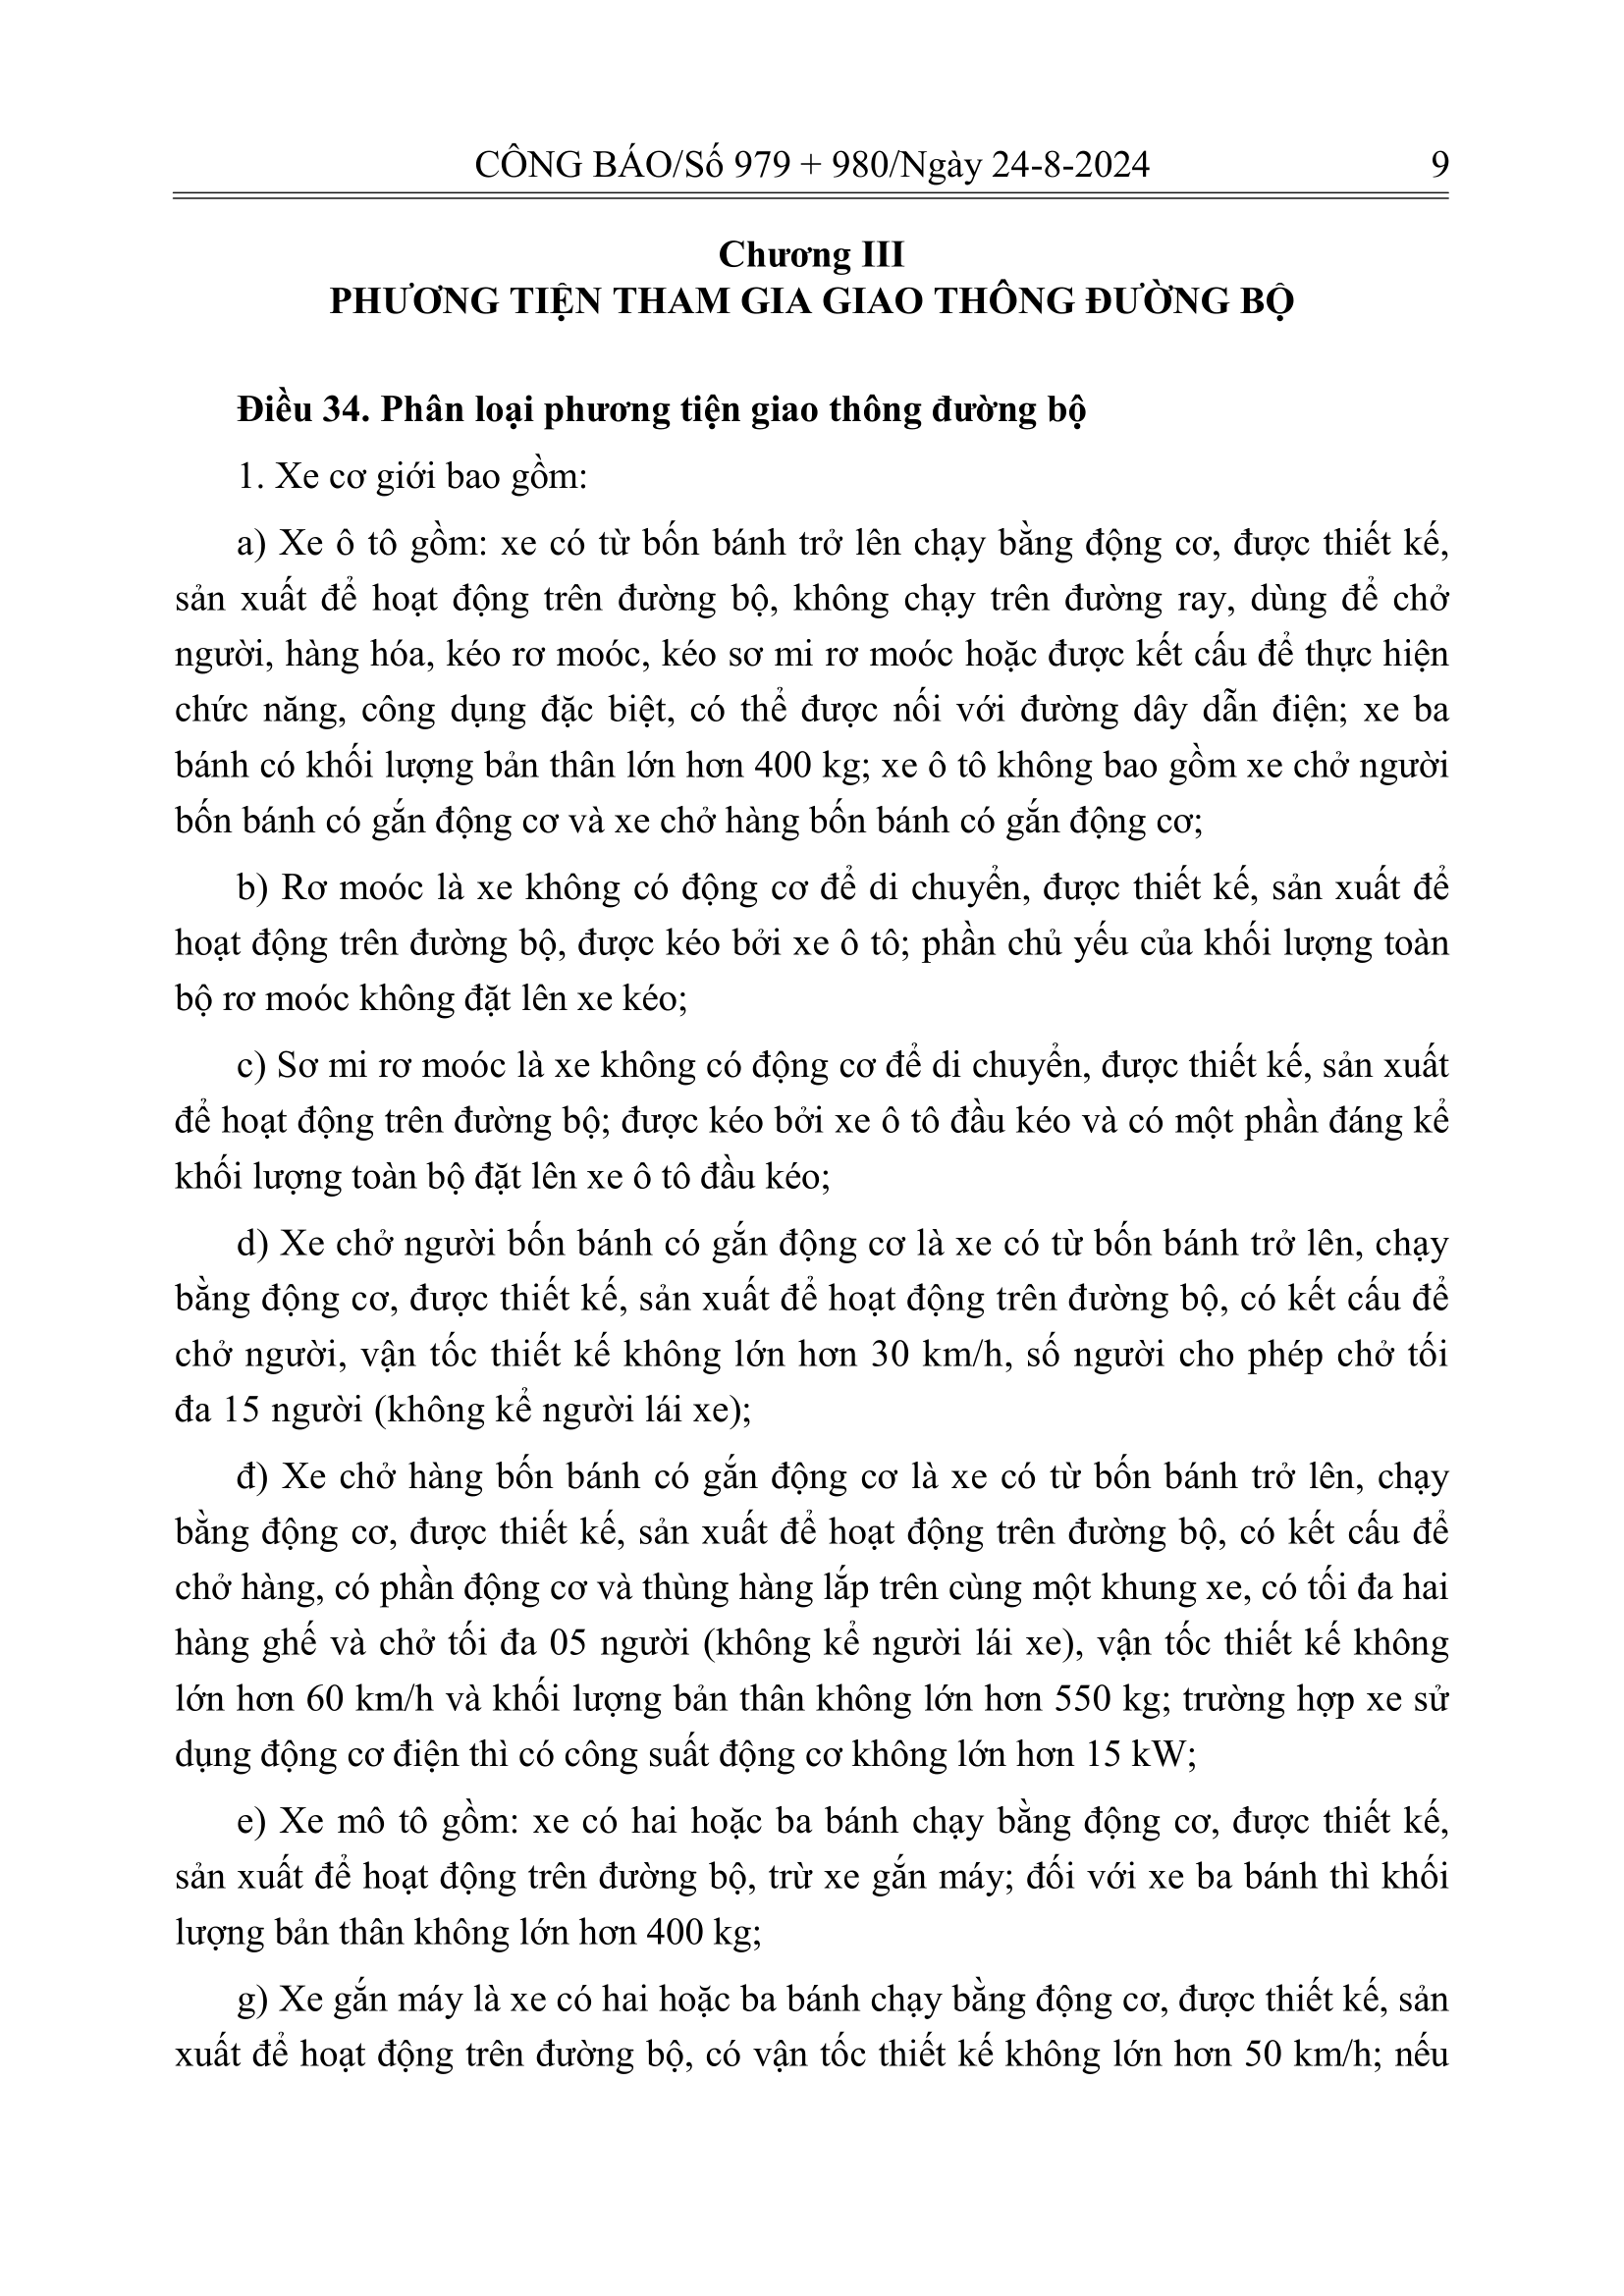 CÔNG BÁO/Số 979 + 980/Ngày 24-8-2024 9
Chương III
PHƯƠNG TIỆN THAM GIA GIAO THÔNG ĐƯỜNG BỘ
Điều 34. Phân loại phương tiện giao thông đường bộ
1. Xe cơ giới bao gồm:
a) Xe ô tô gồm: xe có từ bốn bánh trở lên chạy bằng động cơ, được thiết kế,
sản xuất để hoạt động trên đường bộ, không chạy trên đường ray, dùng để chở
người, hàng hóa, kéo rơ moóc, kéo sơ mi rơ moóc hoặc được kết cấu để thực hiện
chức năng, công dụng đặc biệt, có thể được nối với đường dây dẫn điện; xe ba
bánh có khối lượng bản thân lớn hơn 400 kg; xe ô tô không bao gồm xe chở người
bốn bánh có gắn động cơ và xe chở hàng bốn bánh có gắn động cơ;
b) Rơ moóc là xe không có động cơ để di chuyển, được thiết kế, sản xuất để
hoạt động trên đường bộ, được kéo bởi xe ô tô; phần chủ yếu của khối lượng toàn
bộ rơ moóc không đặt lên xe kéo;
c) Sơ mi rơ moóc là xe không có động cơ để di chuyển, được thiết kế, sản xuất
để hoạt động trên đường bộ; được kéo bởi xe ô tô đầu kéo và có một phần đáng kể
khối lượng toàn bộ đặt lên xe ô tô đầu kéo;
d) Xe chở người bốn bánh có gắn động cơ là xe có từ bốn bánh trở lên, chạy
bằng động cơ, được thiết kế, sản xuất để hoạt động trên đường bộ, có kết cấu để
chở người, vận tốc thiết kế không lớn hơn 30 km/h, số người cho phép chở tối
đa 15 người (không kể người lái xe);
đ) Xe chở hàng bốn bánh có gắn động cơ là xe có từ bốn bánh trở lên, chạy
bằng động cơ, được thiết kế, sản xuất để hoạt động trên đường bộ, có kết cấu để
chở hàng, có phần động cơ và thùng hàng lắp trên cùng một khung xe, có tối đa hai
hàng ghế và chở tối đa 05 người (không kể người lái xe), vận tốc thiết kế không
lớn hơn 60 km/h và khối lượng bản thân không lớn hơn 550 kg; trường hợp xe sử
dụng động cơ điện thì có công suất động cơ không lớn hơn 15 kW;
e) Xe mô tô gồm: xe có hai hoặc ba bánh chạy bằng động cơ, được thiết kế,
sản xuất để hoạt động trên đường bộ, trừ xe gắn máy; đối với xe ba bánh thì khối
lượng bản thân không lớn hơn 400 kg;
g) Xe gắn máy là xe có hai hoặc ba bánh chạy bằng động cơ, được thiết kế, sản
xuất để hoạt động trên đường bộ, có vận tốc thiết kế không lớn hơn 50 km/h; nếu